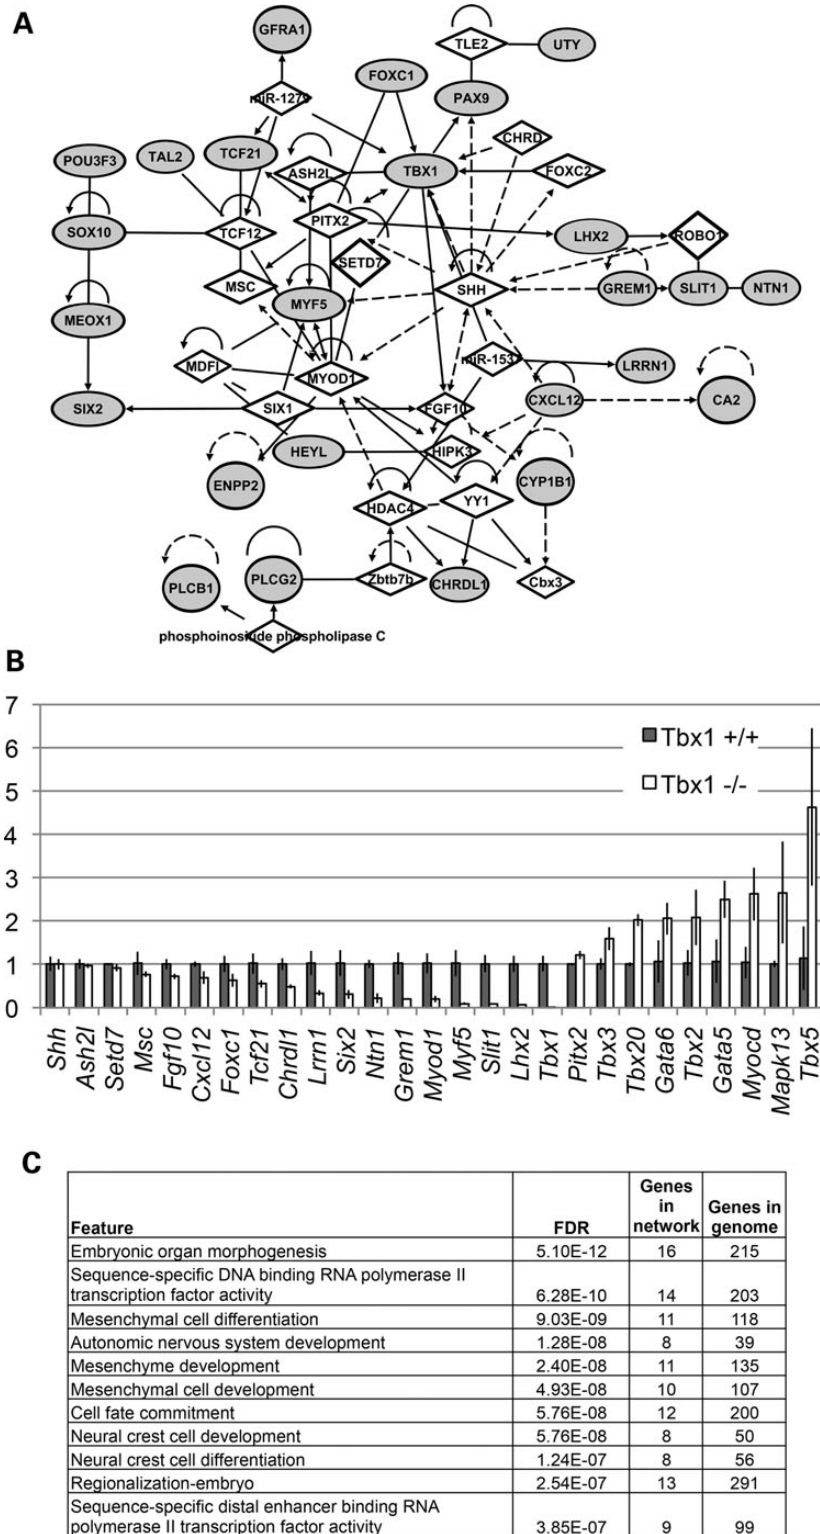 A
GFRA1
TLE2
UTY
FOXC1
miR-127
PAX9
CHRD
POU3F3
TAL2
TCF21
ASH2L
TBX1
FOXC2
SOX10
TCF12
PITX2
LHX2
ROBO1
SETD7
MSC
MYF5
SHH
GREM1
SLIT1
NTN1
MEOX1
MDFI
MYOD1
miR-153
LRRN1
SIX2
SIX1
FGF10
CXCL12
CA2
HEYL
HIPK3
ENPP2
CYP1B1
HDAC4
YY1
PLCB1
PLCG2
Zbtb7b
CHRDL1
Cbx3
phosphoinositide phospholipase C
B
7
6
5
4
3
2
1
0
Tbx1 +/+
Tbx1 -/-
Shh
Ash2l
Setd7
Msc
Fgf10
Cxcl12
Foxc1
Tcf21
Chrdl1
Lrrn1
Six2
Ntn1
Grem1
Myod1
Myf5
Slit1
Lhx2
Tbx1
Pitx2
Tbx3
Tbx20
Gata6
Tbx2
Gata5
Myocd
Mapk13
Tbx5
C
Genes
in Genes in
Feature FDR network genome
Embryonic organ morphogenesis 5.10E-12 16 215
Sequence-specific DNA binding RNA polymerase II
transcription factor activity 6.28E-10 14 203
Mesenchymal cell differentiation 9.03E-09 11 118
Autonomic nervous system development 1.28E-08 8 39
Mesenchyme development 2.40E-08 11 135
Mesenchymal cell development 4.93E-08 10 107
Cell fate commitment 5.76E-08 12 200
Neural crest cell development 5.76E-08 8 50
Neural crest cell differentiation 1.24E-07 8 56
Regionalization-embryo 2.54E-07 13 291
Sequence-specific distal enhancer binding RNA
polymerase II transcription factor activity 3.85E-07 9 99